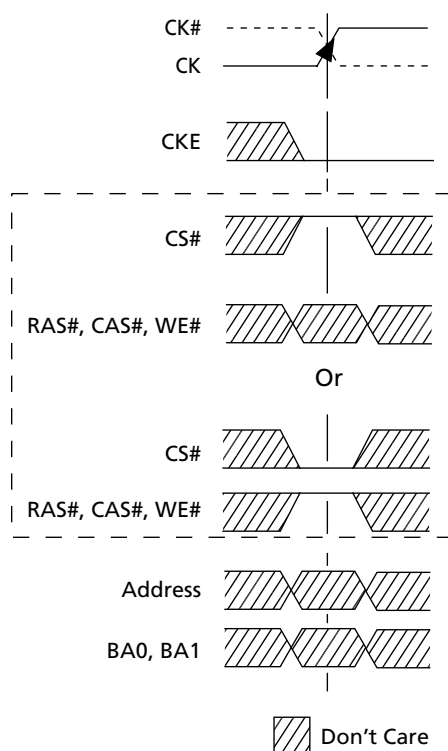 CK#
CK
CKE
CS#
RAS#, CAS#, WE#
Or
CS#
RAS#, CAS#, WE#
Address
BA0, BA1
Don't Care